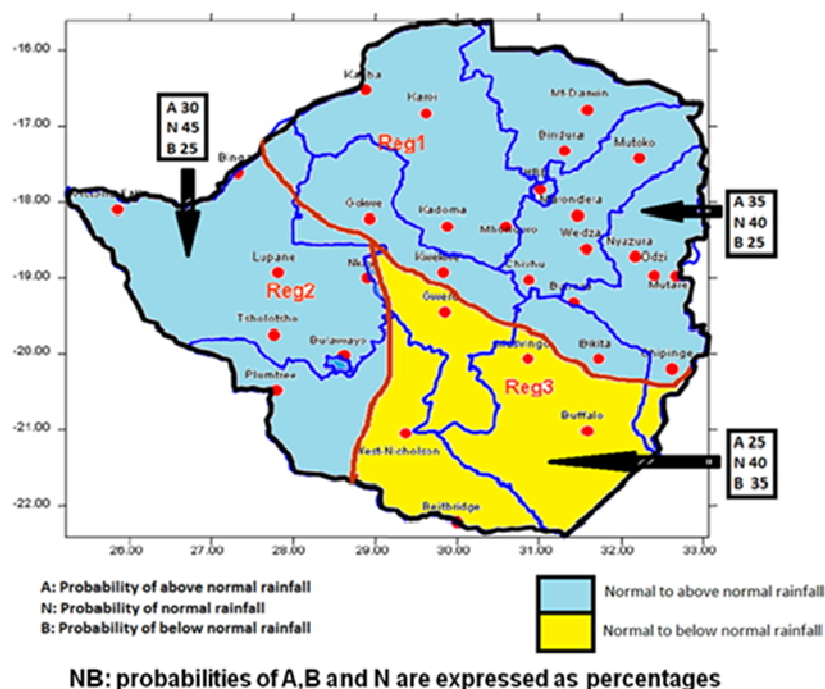 -16.00
Kariba
Karoi
Mt-Darwin
A 30
N 45
B 25
-17.00
Bindura
Mutoko
Reg1
Binga
-18.00
A 35
N 40
B 25
Gokwe
Kadoma
Wedza
Nyazura
Odzi
Lupane
Kwekwe
Chivhu
Mutare
-19.00
Reg2
Gweru
Tsholotsho
-20.00
Bulawayo
Masvingo
Bikita
Chipinge
Plumtree
Reg3
Buffalo
-21.00
West-Nicholson
A 25
N 40
B 35
-22.00
Beitbridge
26.00 27.00 28.00 29.00 30.00 31.00 32.00 33.00
A: Probability of above normal rainfall
N: Probability of normal rainfall
B: Probability of below normal rainfall
Normal to above normal rainfall
Normal to below normal rainfall
NB: probabilities of A,B and N are expressed as percentages